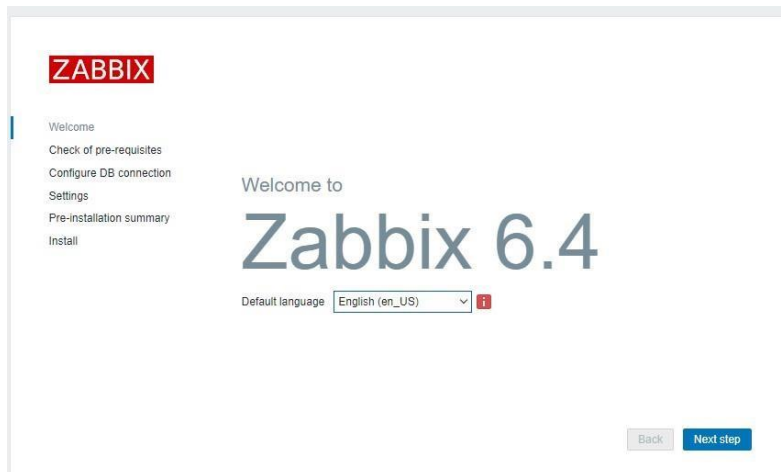 ZABBIX
Welcome
Check of pre-requisites
Configure DB connection
Settings
Pre-installation summary
Install
Welcome to
Zabbix 6.4
Default language English (en_US) i
Back Next step